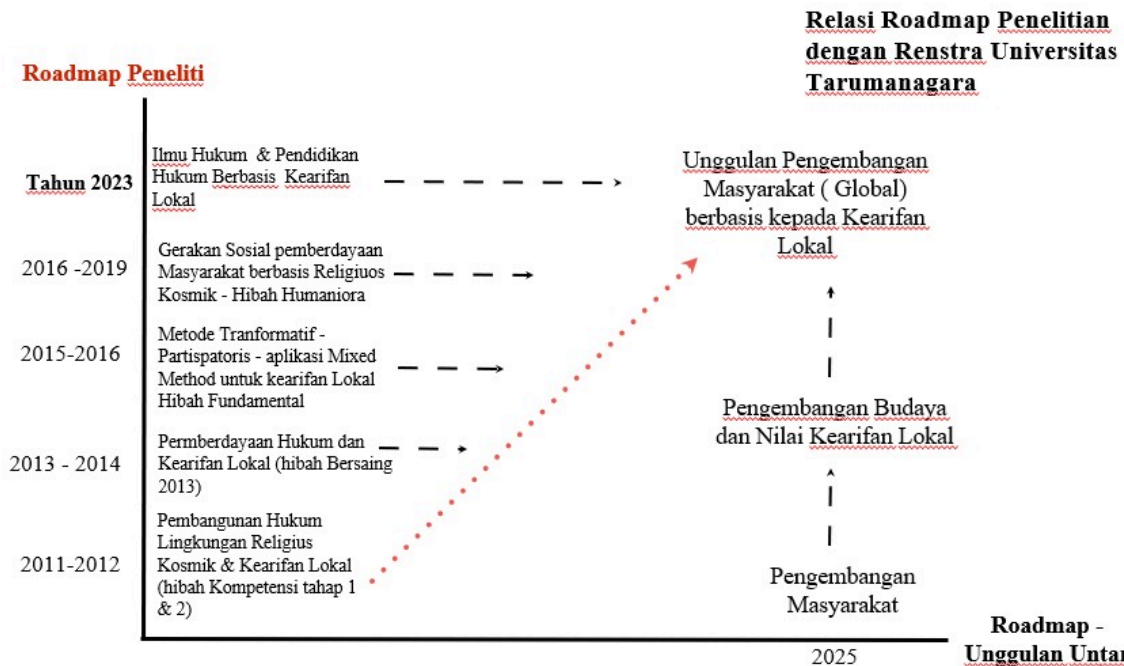 Relasi Roadmap Penelitian
dengan Renstra Universitas
Tarumanagara
Roadmap Peneliti
Tahun 2023
Ilmu Hukum & Pendidikan
Hukum Berbasis Kearifan
Lokal
2016 -2019
Gerakan Sosial pemberdayaan
Masyarakat berbasis Religiuos
Kosmik - Hibah Humaniora
2015-2016
Metode Tranformatif -
Partispatoris - aplikasi Mixed
Method untuk kearifan Lokal
Hibah Fundamental
2013 - 2014
Permberdayaan Hukum dan
Kearifan Lokal (hibah Bersaing
2013)
2011-2012
Pembangunan Hukum
Lingkungan Religius
Kosmik & Kearifan Lokal
(hibah Kompetensi tahap 1
& 2)
Unggulan Pengembangan
Masyarakat ( Global)
berbasis kepada Kearifan
Lokal
Pengembangan Budaya
dan Nilai Kearifan Lokal
Pengembangan
Masyarakat
2025
Roadmap -
Unggulan Untar